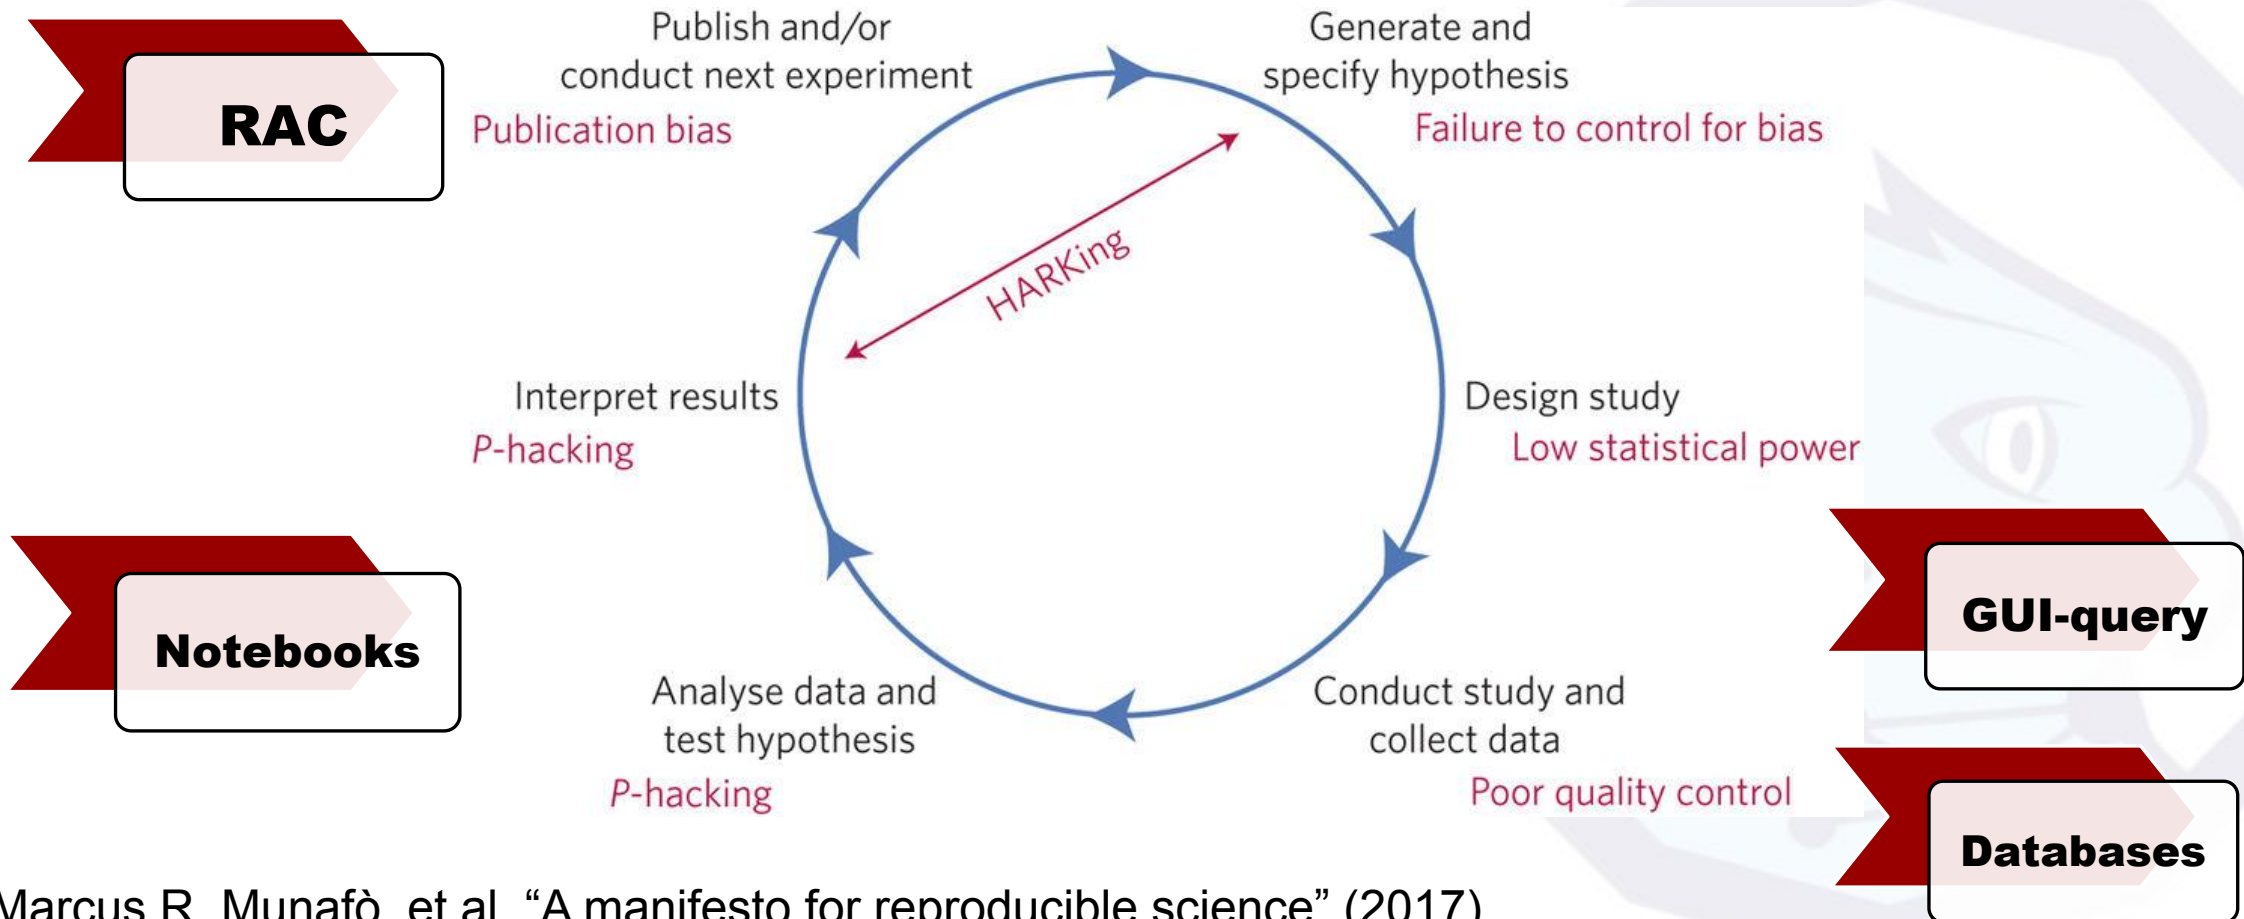 RAC
Publish and/or
conduct next experiment
Publication bias
Generate and
specify hypothesis
Failure to control for bias
HARKing
Interpret results
P-hacking
Design study
Low statistical power
Notebooks
GUI-query
Analyse data and
test hypothesis
P-hacking
Conduct study and
collect data
Poor quality control
Databases
Marcus R. Munafò, et al. “A manifesto for reproducible science” (2017)